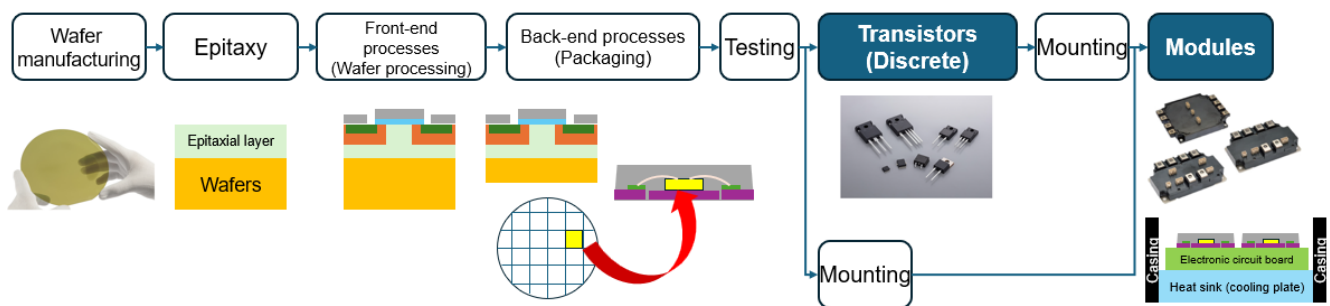 Wafer
manufacturing
Epitaxy
Front-end
processes
(Wafer processing)
Back-end processes
(Packaging)
Testing
Transistors
(Discrete)
Mounting
Modules
Epitaxial layer
Wafers
Mounting
Casing
Electronic circuit board
Heat sink (cooling plate)
Casing